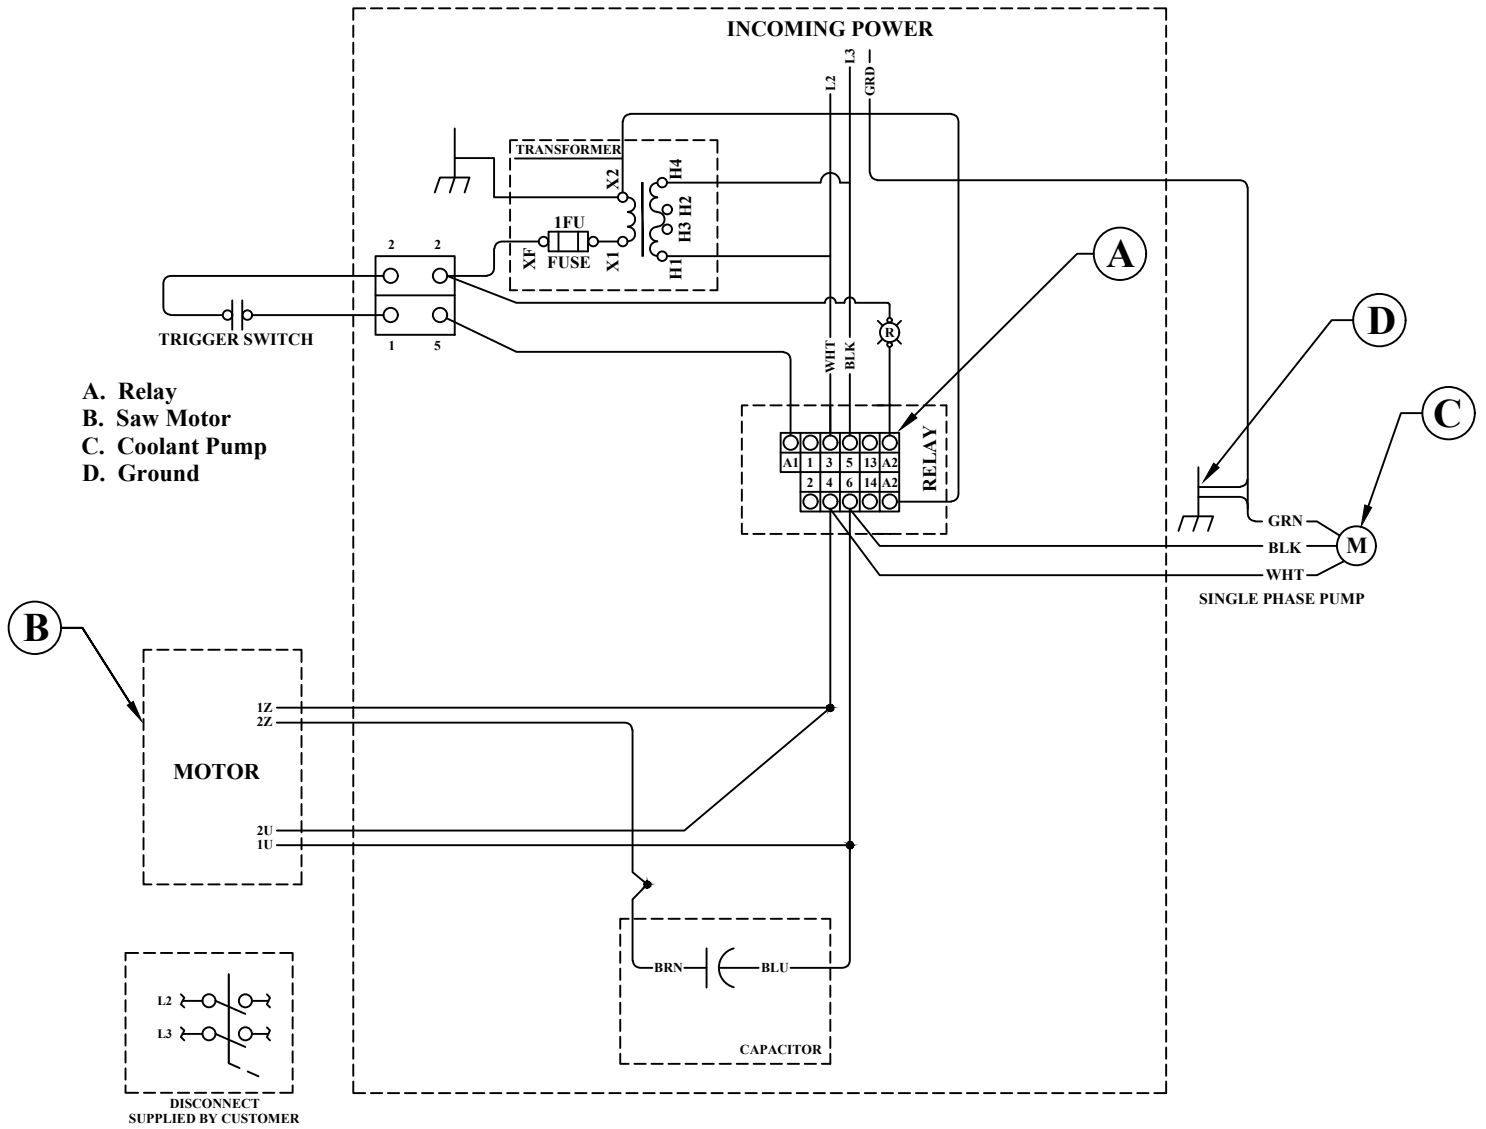 INCOMING POWER
L2
L3
GRD
TRANSFORMER
X2
H4
H2
H3
H1
1FU
FUSE
XF
X1
2 2
1 5
TRIGGER SWITCH
R
A
D
C
WHT
BLK
A. Relay
B. Saw Motor
C. Coolant Pump
D. Ground
RELAY
A1 1 3 5 13 A2
2 4 6 14 A2
GRN
BLK
WHT
M
SINGLE PHASE PUMP
B
1Z
2Z
MOTOR
2U
1U
BRN
BLU
CAPACITOR
L2
L3
DISCONNECT
SUPPLIED BY CUSTOMER